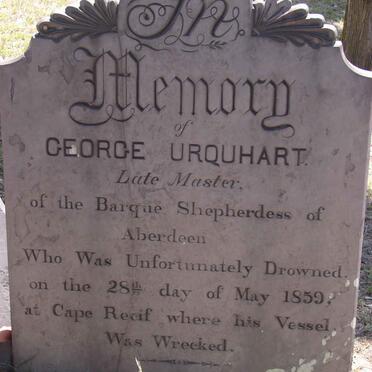 In
Memory
of
GEORGE URQUHART.
Late Master,
of the Barque Shepherdess of
Aberdeen
Who Was Unfortunately Drowned.
on the 28th day of May 1859,
at Cape Recif where his Vessel,
Was Wrecked.